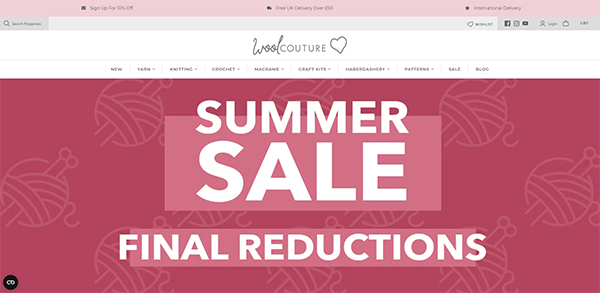 Sign Up For 10% Off
Free UK Delivery Over £50
International Delivery
Search Happiness
WISHLIST
Login
GBP
wool COUTURE
NEW YARN KNITTING CROCHET MACRAME CRAFT KITS HABERDASHERY PATTERNS SALE BLOG
SUMMER
SALE
FINAL REDUCTIONS